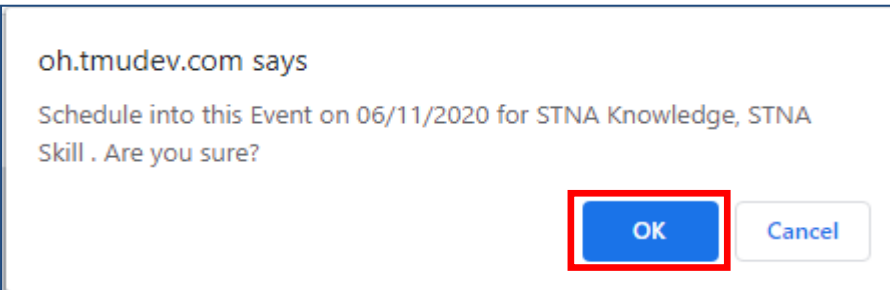 oh.tmudev.com says
Schedule into this Event on 06/11/2020 for STNA Knowledge, STNA
Skill . Are you sure?
OK Cancel